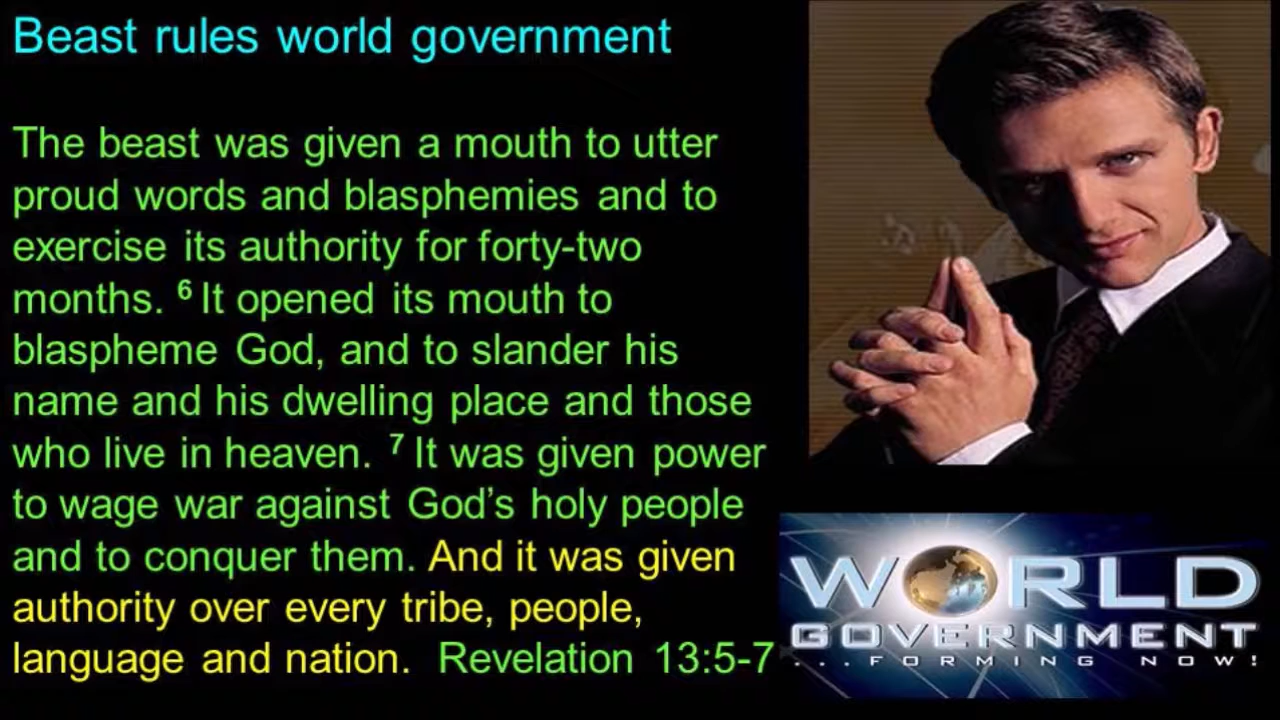 Beast rules world government
The beast was given a mouth to utter
proud words and blasphemies and to
exercise its authority for forty-two
months. ⁶ It opened its mouth to
blaspheme God, and to slander his
name and his dwelling place and those
who live in heaven. ⁷ It was given power
to wage war against God’s holy people
and to conquer them. And it was given
authority over every tribe, people,
language and nation. Revelation 13:5-7
WORLD
GOVERNMENT
...FORMING NOW!